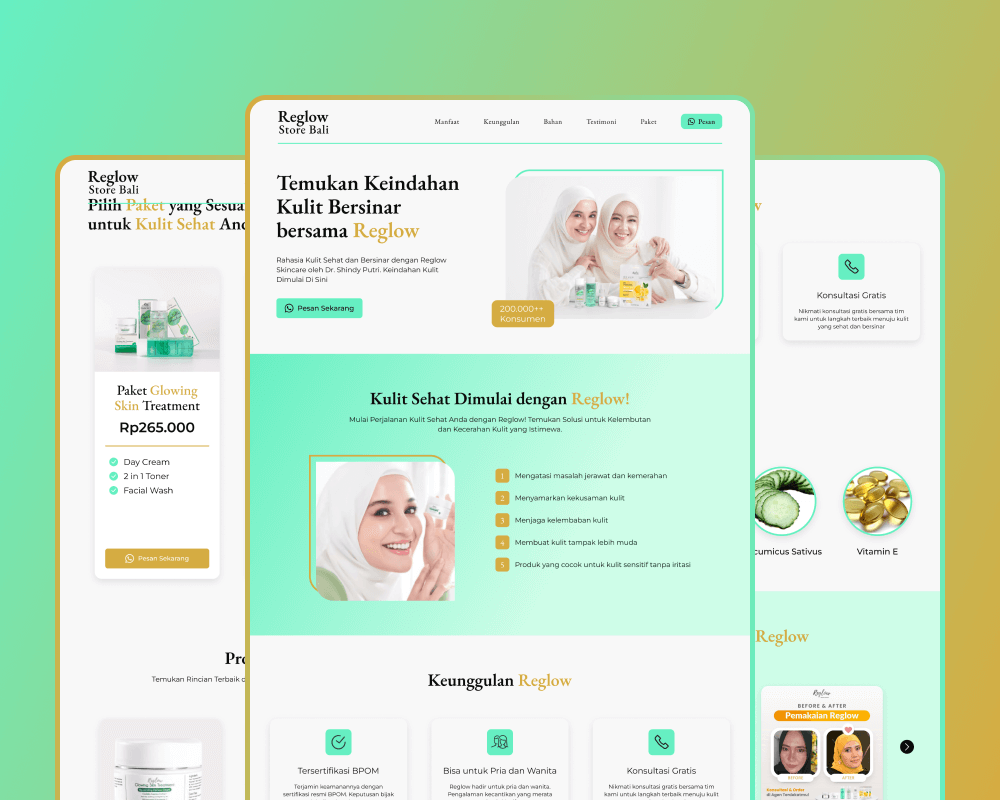 Reglow
Store Bali
Manfaat
Keunggulan
Bahan
Testimoni
Paket
Pesan
Temukan Keindahan
Kulit Bersinar
bersama Reglow
Rahasia Kulit Sehat dan Bersinar dengan Reglow
Skincare oleh Dr. Shindy Putri. Keindahan Kulit
Dimulai Di Sini
Pesan Sekarang
200.000++
Konsumen
Kulit Sehat Dimulai dengan Reglow!
Mulai Perjalanan Kulit Sehat Anda dengan Reglow! Temukan Solusi untuk Kelembutan
dan Kecerahan Kulit yang Istimewa.
1 Mengatasi masalah jerawat dan kemerahan
2 Menyamarkan kekusaman kulit
3 Menjaga kelembaban kulit
4 Membuat kulit tampak lebih muda
5 Produk yang cocok untuk kulit sensitif tanpa iritasi
Keunggulan Reglow
Tersertifikasi BPOM
Terjamin keamanannya dengan
sertifikasi resmi BPOM. Keputusan bijak
Bisa untuk Pria dan Wanita
Reglow hadir untuk pria dan wanita.
Pengalaman kecantikan yang merata
Konsultasi Gratis
Nikmati konsultasi gratis bersama tim
kami untuk langkah terbaik menuju kulit
Reglow
Store Bali
Pilih Paket yang Sesua
untuk Kulit Sehat And
Paket Glowing
Skin Treatment
Rp265.000
Day Cream
2 in 1 Toner
Facial Wash
Pesan Sekarang
Pro
Temukan Rincian Terbaik d
Reglow
w
Konsultasi Gratis
Nikmati konsultasi gratis bersama tim
kami untuk langkah terbaik menuju kulit
yang sehat dan bersinar
cumicus Sativus
Vitamin E
Reglow
Reglow
BEFORE & AFTER
Pemakaian Reglow
BEFORE
AFTER
Konsultasi & Order
di Agen Terdekatmu!